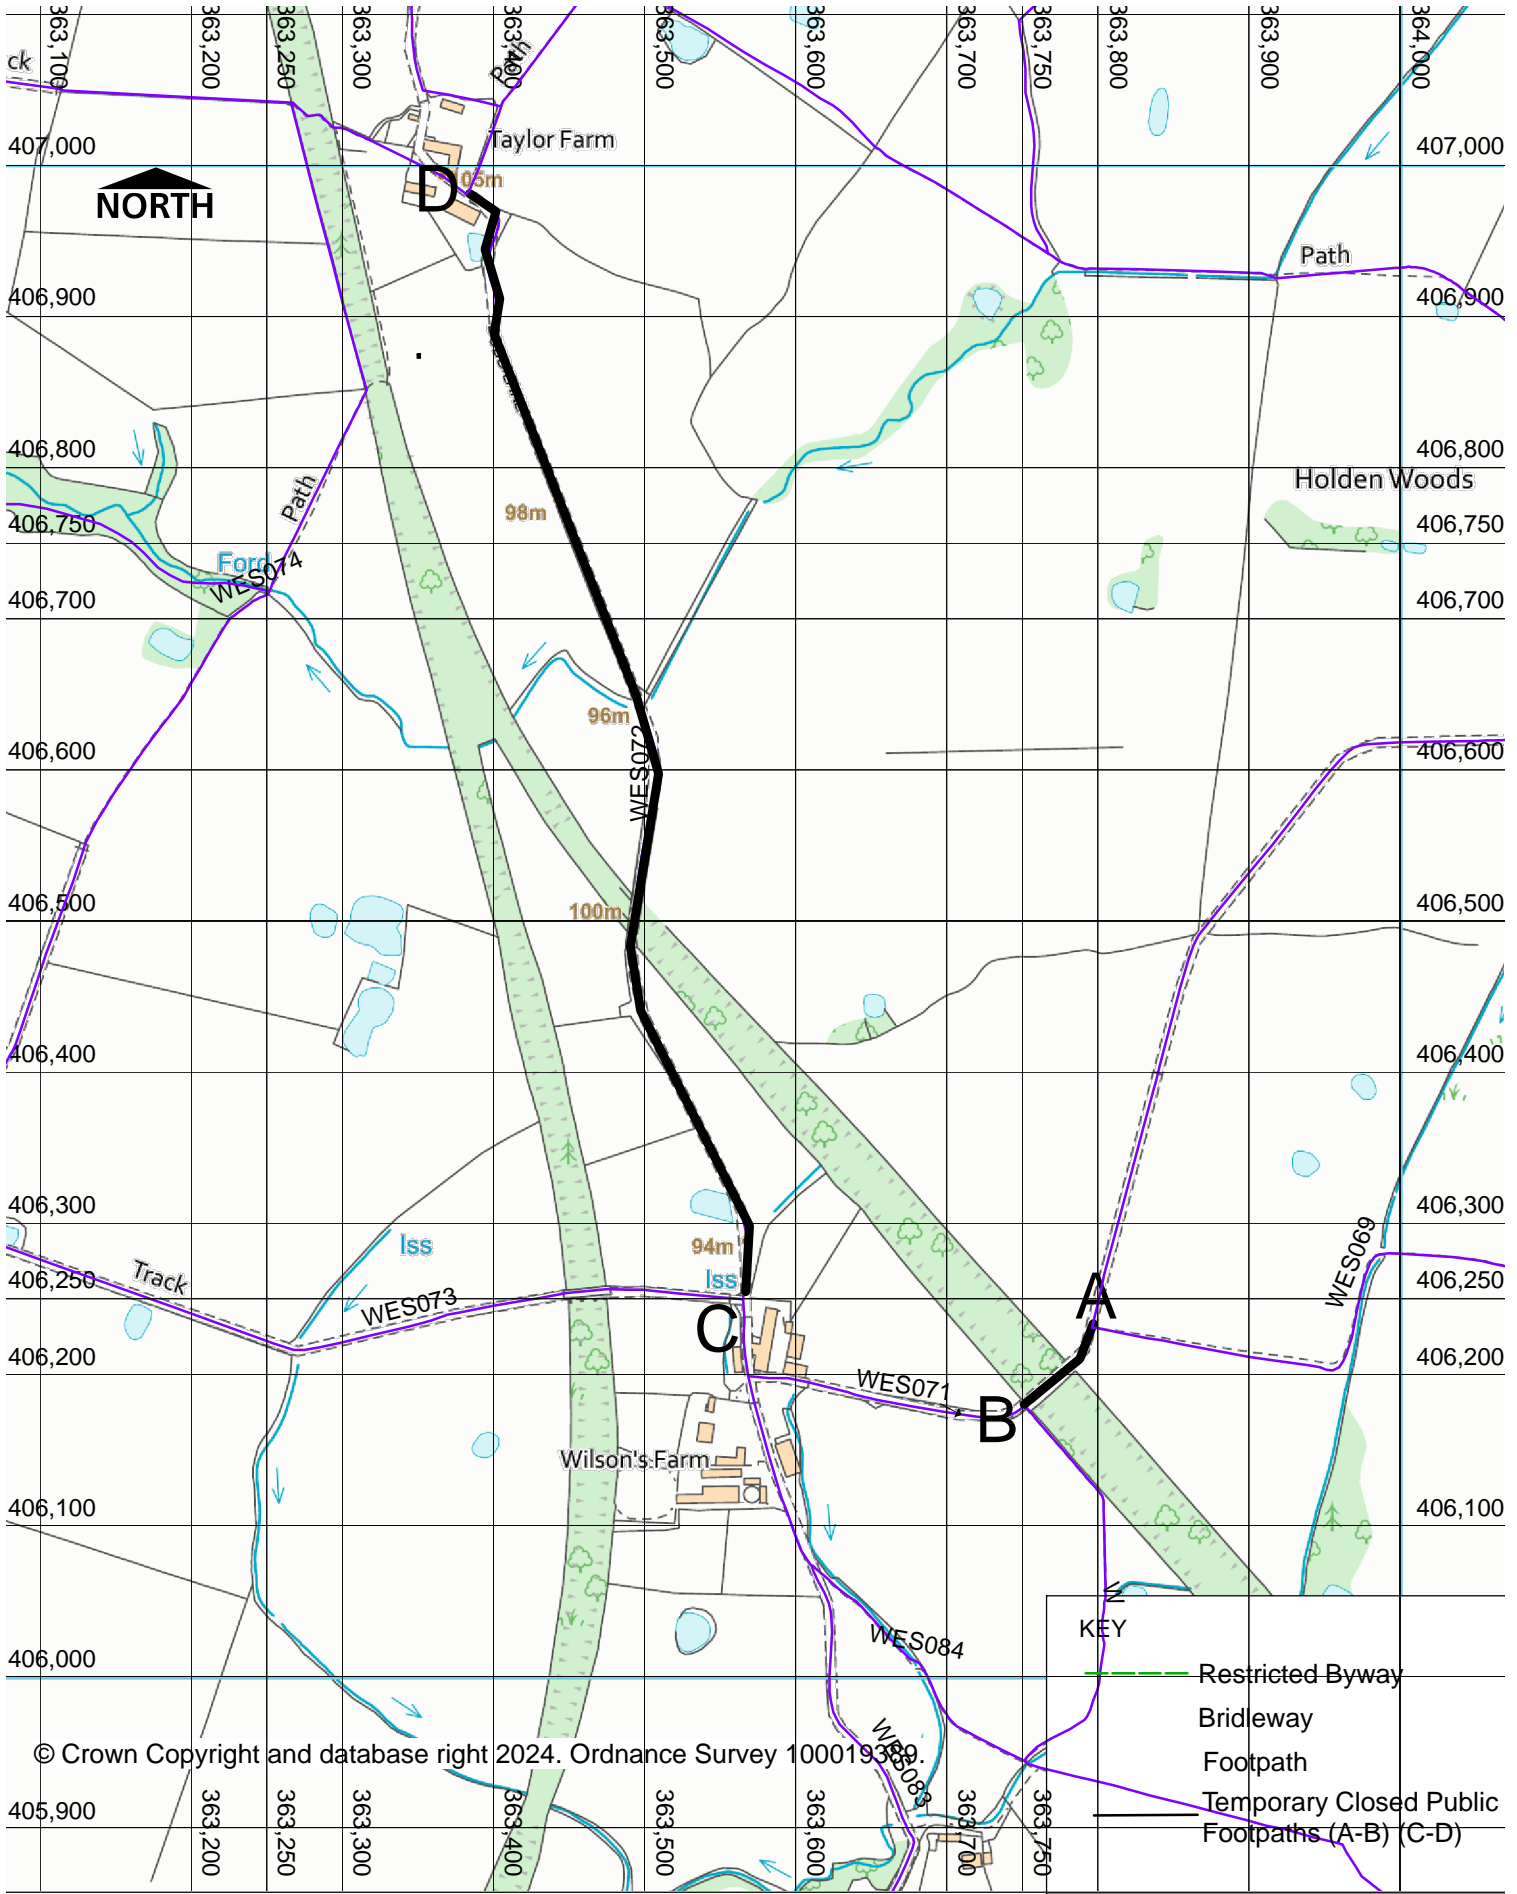 363,100
363,200
363,250
363,300
363,400
363,500
363,600
363,700
363,750
363,800
363,900
364,000
ck
Path
Taylor Farm
407,000
407,000
NORTH
D
105m
Path
406,900
406,900
406,800
406,800
Holden Woods
Path
98m
406,750
406,750
Ford
WES074
406,700
406,700
96m
WES072
406,600
406,600
406,500
406,500
100m
406,400
406,400
406,300
406,300
Iss
94m
WES069
Track
Iss
406,250
406,250
A
WES073
C
406,200
406,200
WES071
B
Wilson's Farm
406,100
406,100
KEY
WES084
406,000
Restricted Byway
Bridleway
© Crown Copyright and database right 2024. Ordnance Survey 100019389.
WES083
Footpath
405,900
Temporary Closed Public
Footpaths (A-B) (C-D)
363,200
363,250
363,300
363,400
363,500
363,600
363,700
363,750